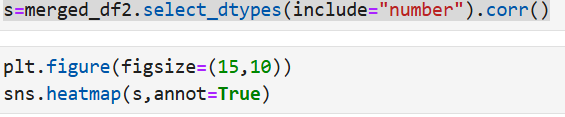 s=merged_df2.select_dtypes(include="number").corr()
plt.figure(figsize=(15,10))
sns.heatmap(s,annot=True)